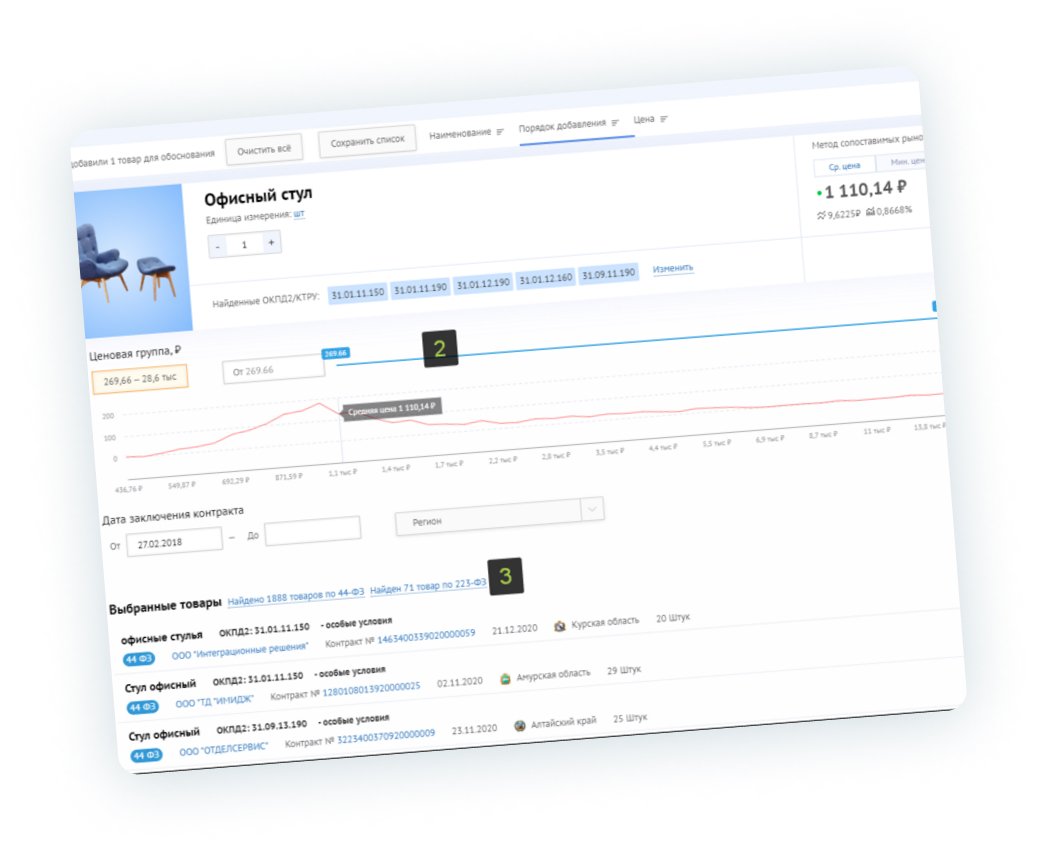 добавили 1 товар для обоснования
Очистить всё
Сохранить список
Наименование
Порядок добавления
Цена
Офисный стул
Единица измерения: шт
- 1 +
Метод сопоставимых
Ср. цена
Мин.
1 110,14 ₽
9,6225₽ 0,8668%
Найденные ОКПД2/КТРУ: 31.01.11.150 31.01.11.190 31.01.12.190 31.01.12.160 31.09.11.190 Изменить
Ценовая группа, ₽
269,66 – 28,6 тыс
От 269.66
269.66
2
Средняя цена 1 110,14 ₽
200
100
0
436,76 ₽ 549,87 ₽ 692,29 ₽ 871,59 ₽ 1,1 тыс ₽ 1,4 тыс ₽ 1,7 тыс ₽ 2,2 тыс ₽ 2,8 тыс ₽ 3,5 тыс ₽ 4,4 тыс ₽ 5,5 тыс ₽ 6,9 тыс ₽ 8,7 тыс ₽ 11 тыс ₽ 13,8 тыс ₽
Дата заключения контракта
От 27.02.2018 – До
Регион
Выбранные товары Найдено 1888 товаров по 44-ФЗ Найден 71 товар по 223-ФЗ
3
офисные стулья ОКПД2: 31.01.11.150 - особые условия
44 ФЗ ООО "Интеграционные решения" Контракт № 1463400339020000059 21.12.2020 Курская область 20 Штук
Стул офисный ОКПД2: 31.01.11.150 - особые условия
44 ФЗ ООО "ТД "ИМИДЖ" Контракт № 1280108013920000025 02.11.2020 Амурская область 29 Штук
Стул офисный ОКПД2: 31.09.13.190 - особые условия
44 ФЗ ООО "ОТДЕЛСЕРВИС" Контракт № 3223400370920000009 23.11.2020 Алтайский край 25 Штук